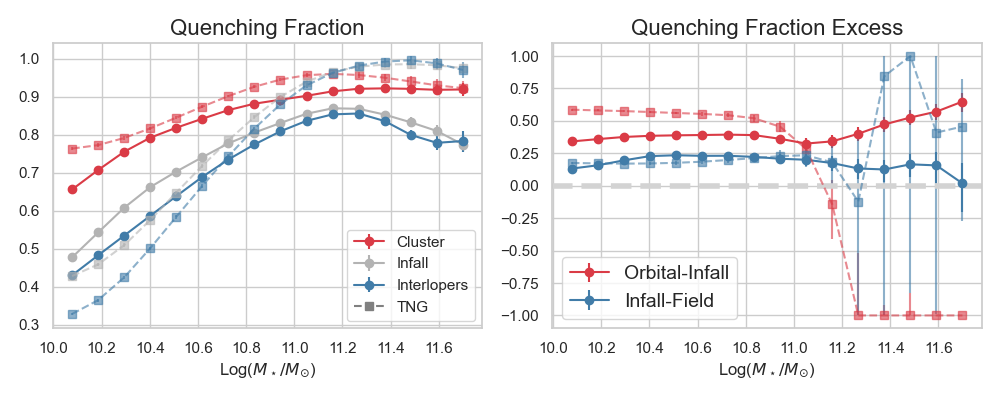 Quenching Fraction
1.0
0.9
0.8
0.7
0.6
0.5
0.4
0.3
10.0 10.2 10.4 10.6 10.8 11.0 11.2 11.4 11.6
Log(M⋆/M⊙)
Cluster
Infall
Interlopers
TNG
Quenching Fraction Excess
1.00
0.75
0.50
0.25
0.00
−0.25
−0.50
−0.75
−1.00
10.0 10.2 10.4 10.6 10.8 11.0 11.2 11.4 11.6
Log(M⋆/M⊙)
Orbital-Infall
Infall-Field